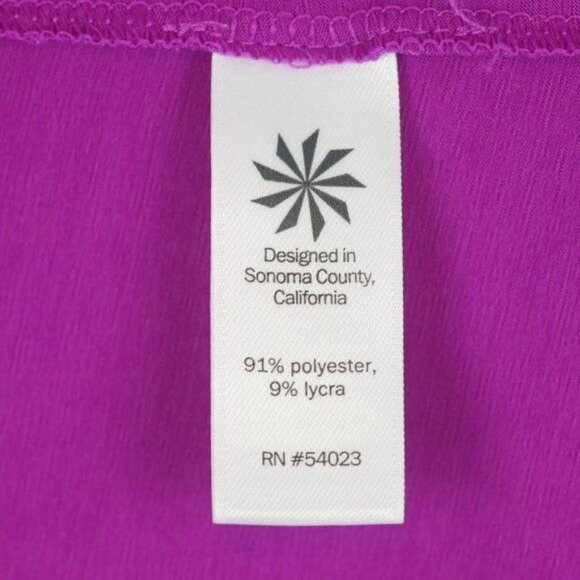 Designed in
Sonoma County,
California
91% polyester,
9% lycra
RN #54023